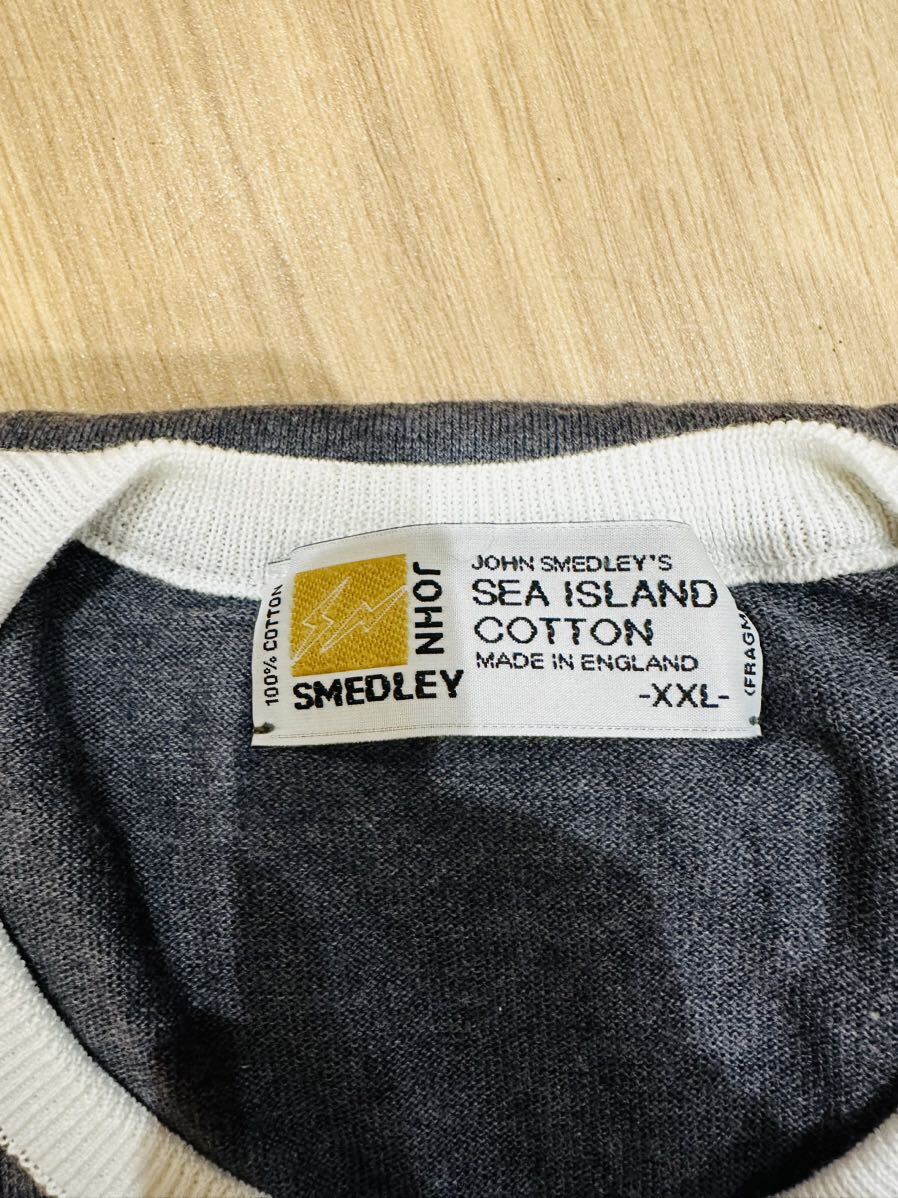 100% COTTON
JOHN
SMEDLEY
JOHN SMEDLEY'S
SEA ISLAND
COTTON
MADE IN ENGLAND
-XXL-
(FRAGM